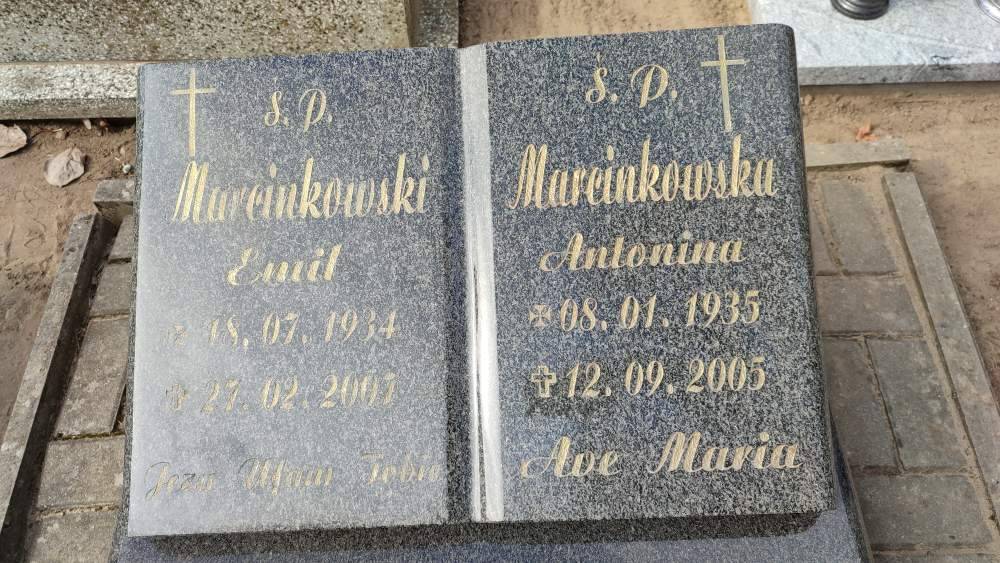 Ś. P.
Marcinkowski
Emil
18. 07. 1934
27. 02. 2007
Jezu Ufam Tobie
Ś. P.
Marcinkowska
Antonina
08. 01. 1935
12. 09. 2005
Ave Maria